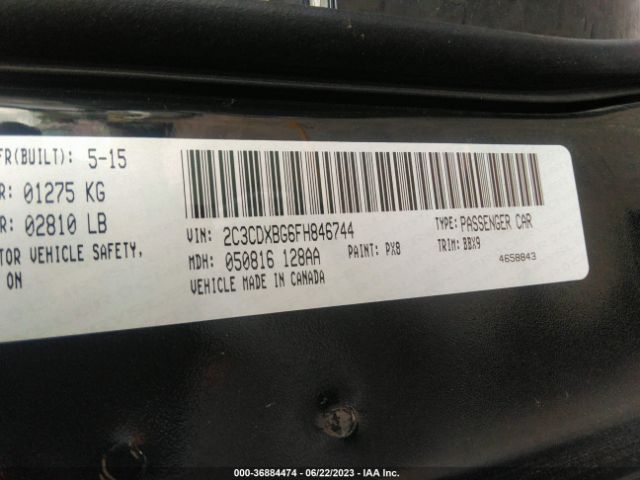 FR(BUILT): 5-15
R: 01275 KG
R: 02810 LB
TOR VEHICLE SAFETY,
ON
VIN: 2C3CDXBG6FH846744
TYPE: PASSENGER CAR
MDH: 050816 128AA
PAINT: PX8
TRIM: BBX9
VEHICLE MADE IN CANADA
4658843
000-36884474 | 06/22/2023 | IAA Inc.